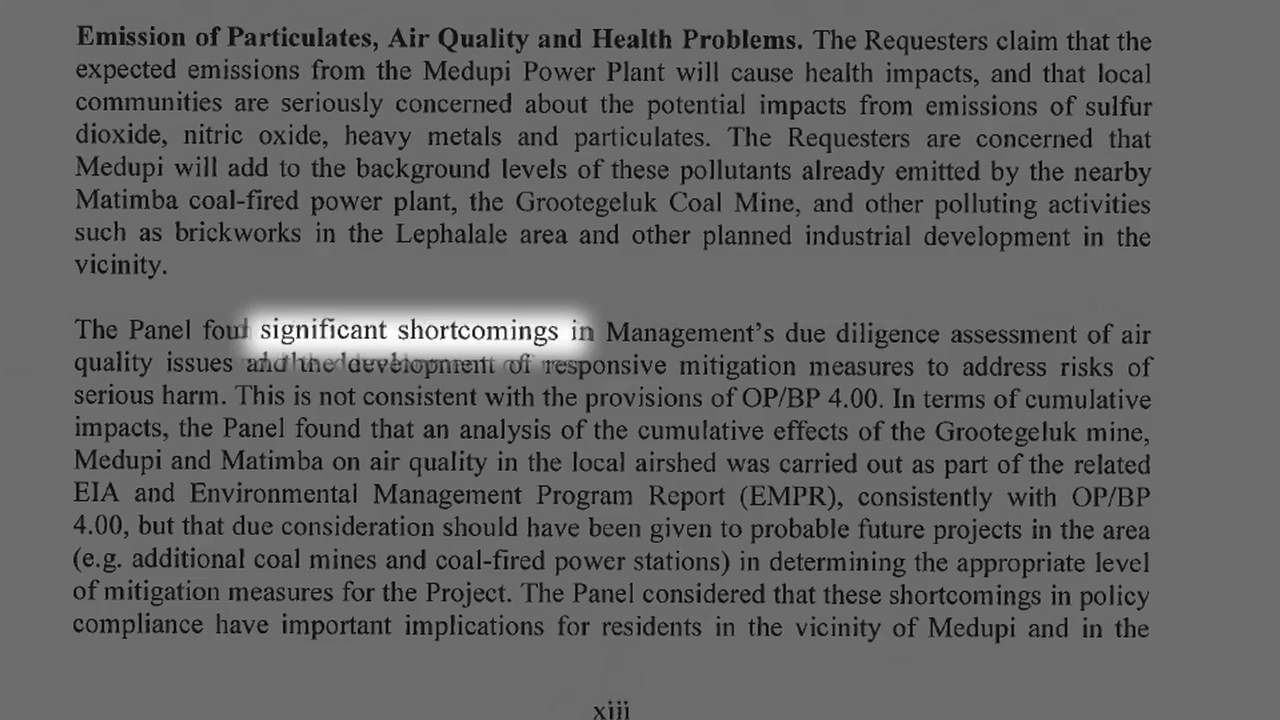 Emission of Particulates, Air Quality and Health Problems. The Requesters claim that the
expected emissions from the Medupi Power Plant will cause health impacts, and that local
communities are seriously concerned about the potential impacts from emissions of sulfur
dioxide, nitric oxide, heavy metals and particulates. The Requesters are concerned that
Medupi will add to the background levels of these pollutants already emitted by the nearby
Matimba coal-fired power plant, the Grootegeluk Coal Mine, and other polluting activities
such as brickworks in the Lephalale area and other planned industrial development in the
vicinity.
The Panel found significant shortcomings in Management's due diligence assessment of air
quality issues and the development of responsive mitigation measures to address risks of
serious harm. This is not consistent with the provisions of OP/BP 4.00. In terms of cumulative
impacts, the Panel found that an analysis of the cumulative effects of the Grootegeluk mine,
Medupi and Matimba on air quality in the local airshed was carried out as part of the related
EIA and Environmental Management Program Report (EMPR), consistently with OP/BP
4.00, but that due consideration should have been given to probable future projects in the area
(e.g. additional coal mines and coal-fired power stations) in determining the appropriate level
of mitigation measures for the Project. The Panel considered that these shortcomings in policy
compliance have important implications for residents in the vicinity of Medupi and in the
xiii